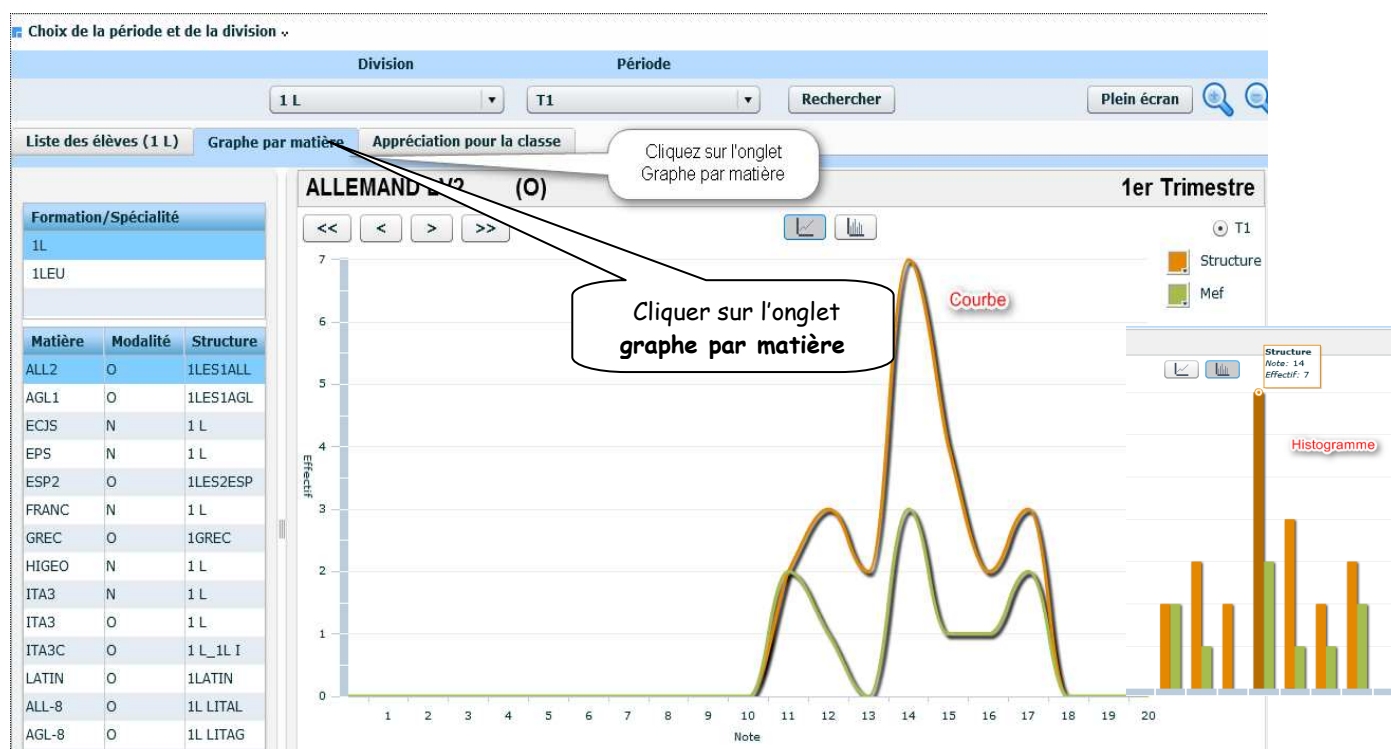 Choix de la période et de la division
Division
Période
1 L
T1
Rechercher
Plein écran
Liste des élèves (1 L)
Graphe par matière
Appréciation pour la classe
Cliquez sur l'onglet
Graphe par matière
ALLEMAND LV2 (O)
1er Trimestre
Formation/Spécialité
1L
1LEU
<< < > >>
T1
Structure
Mef
Cliquer sur l'onglet
graphe par matière
Courbe
Matière Modalité Structure
ALL2 O 1LES1ALL
AGL1 O 1LES1AGL
ECJS N 1 L
EPS N 1 L
ESP2 O 1LES2ESP
FRANC N 1 L
GREC O 1GREC
HIGEO N 1 L
ITA3 N 1 L
ITA3 O 1 L
ITA3C O 1 L_1L I
LATIN O 1LATIN
ALL-8 O 1L LITAL
AGL-8 O 1L LITAG
7
6
5
4
3
2
1
0
Effectif
1 2 3 4 5 6 7 8 9 10 11 12 13 14 15 16 17 18 19 20
Note
Structure
Note: 14
Effectif: 7
Histogramme